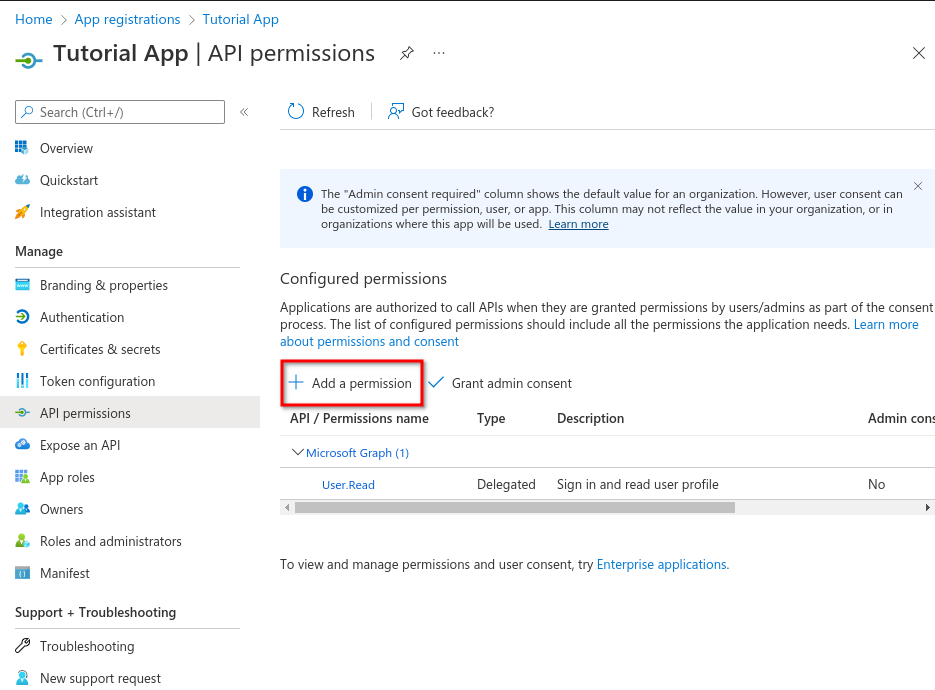 Home > App registrations > Tutorial App
Tutorial App | API permissions
Search (Ctrl+/)
Overview
Quickstart
Integration assistant
Manage
Branding & properties
Authentication
Certificates & secrets
Token configuration
API permissions
Expose an API
App roles
Owners
Roles and administrators
Manifest
Support + Troubleshooting
Troubleshooting
New support request
Refresh
Got feedback?
The "Admin consent required" column shows the default value for an organization. However, user consent can
be customized per permission, user, or app. This column may not reflect the value in your organization, or in
organizations where this app will be used. Learn more
Configured permissions
Applications are authorized to call APIs when they are granted permissions by users/admins as part of the consent
process. The list of configured permissions should include all the permissions the application needs. Learn more
about permissions and consent
Add a permission
Grant admin consent
API / Permissions name Type Description Admin cons
Microsoft Graph (1)
User.Read Delegated Sign in and read user profile No
To view and manage permissions and user consent, try Enterprise applications.